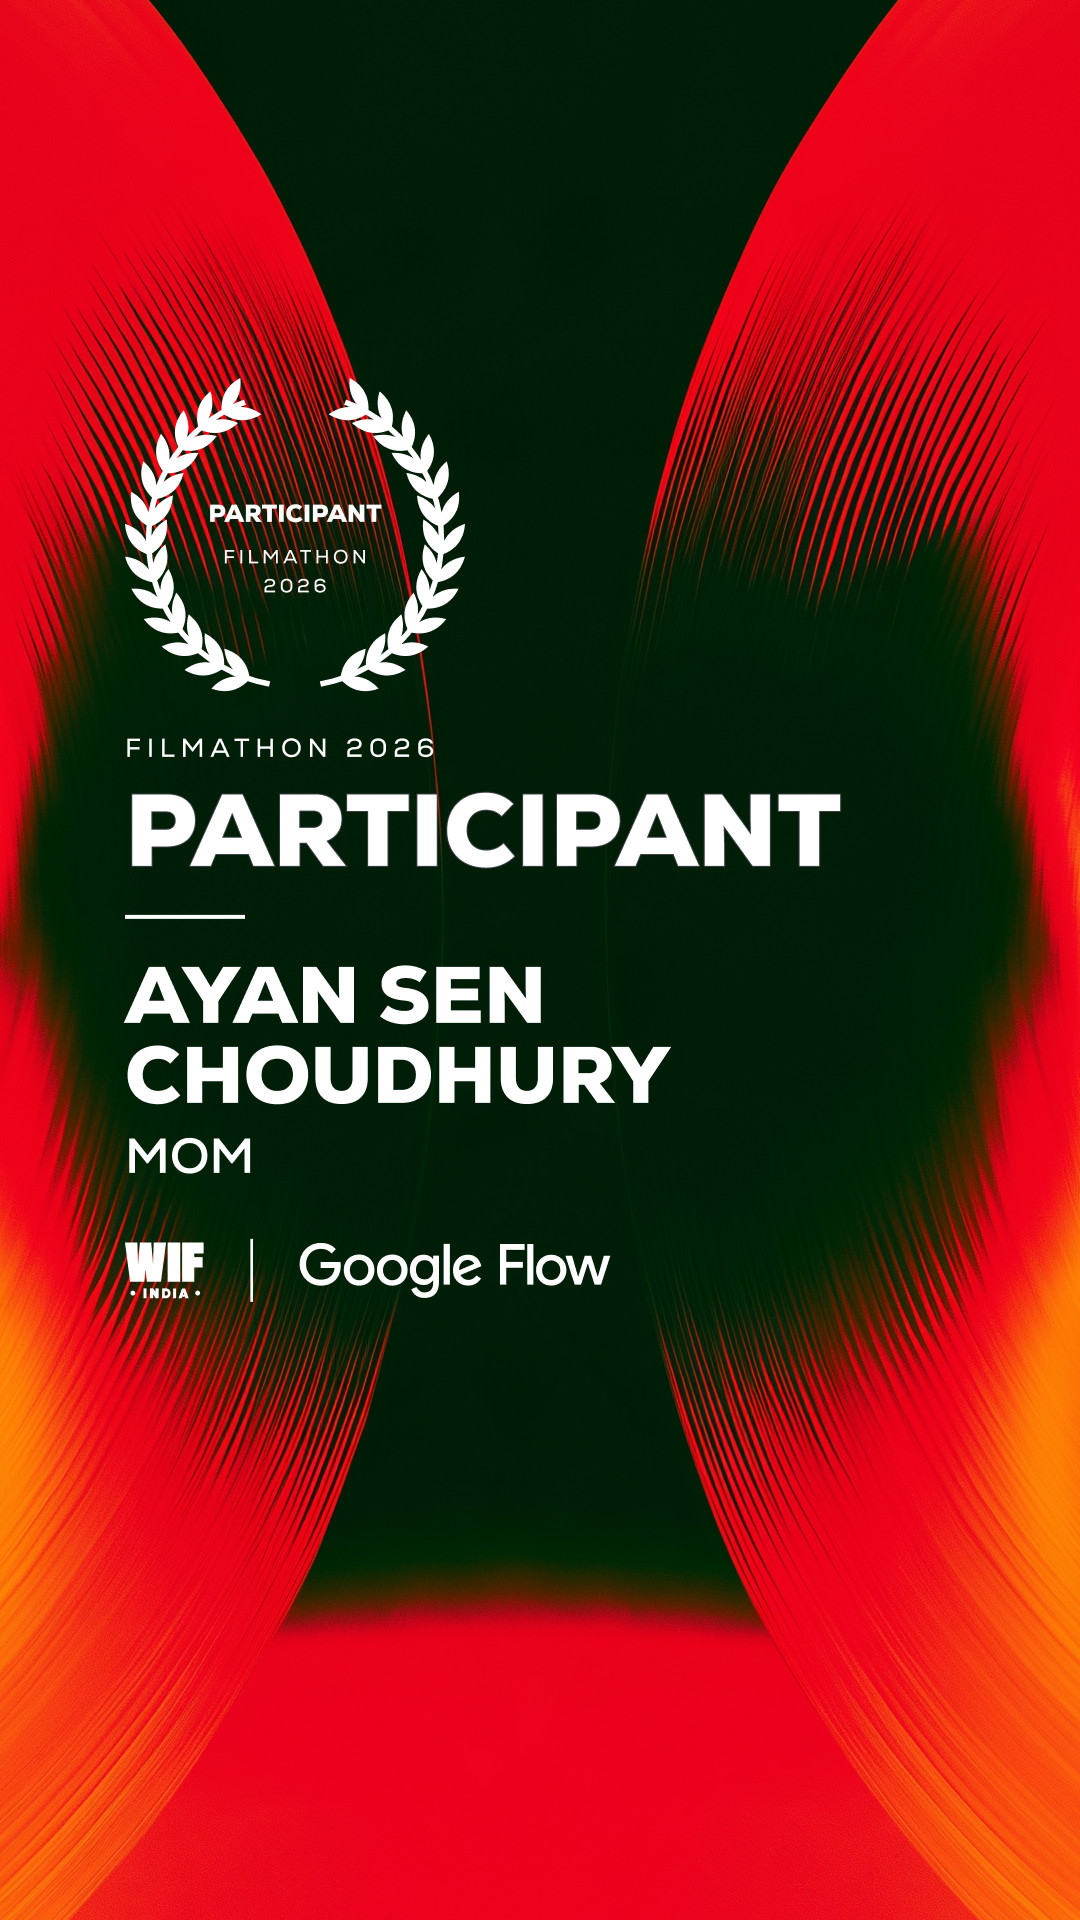 PARTICIPANT
FILMATHON
2026
FILMATHON 2026
PARTICIPANT
AYAN SEN
CHOUDHURY
MOM
WIF
• INDIA •
Google Flow